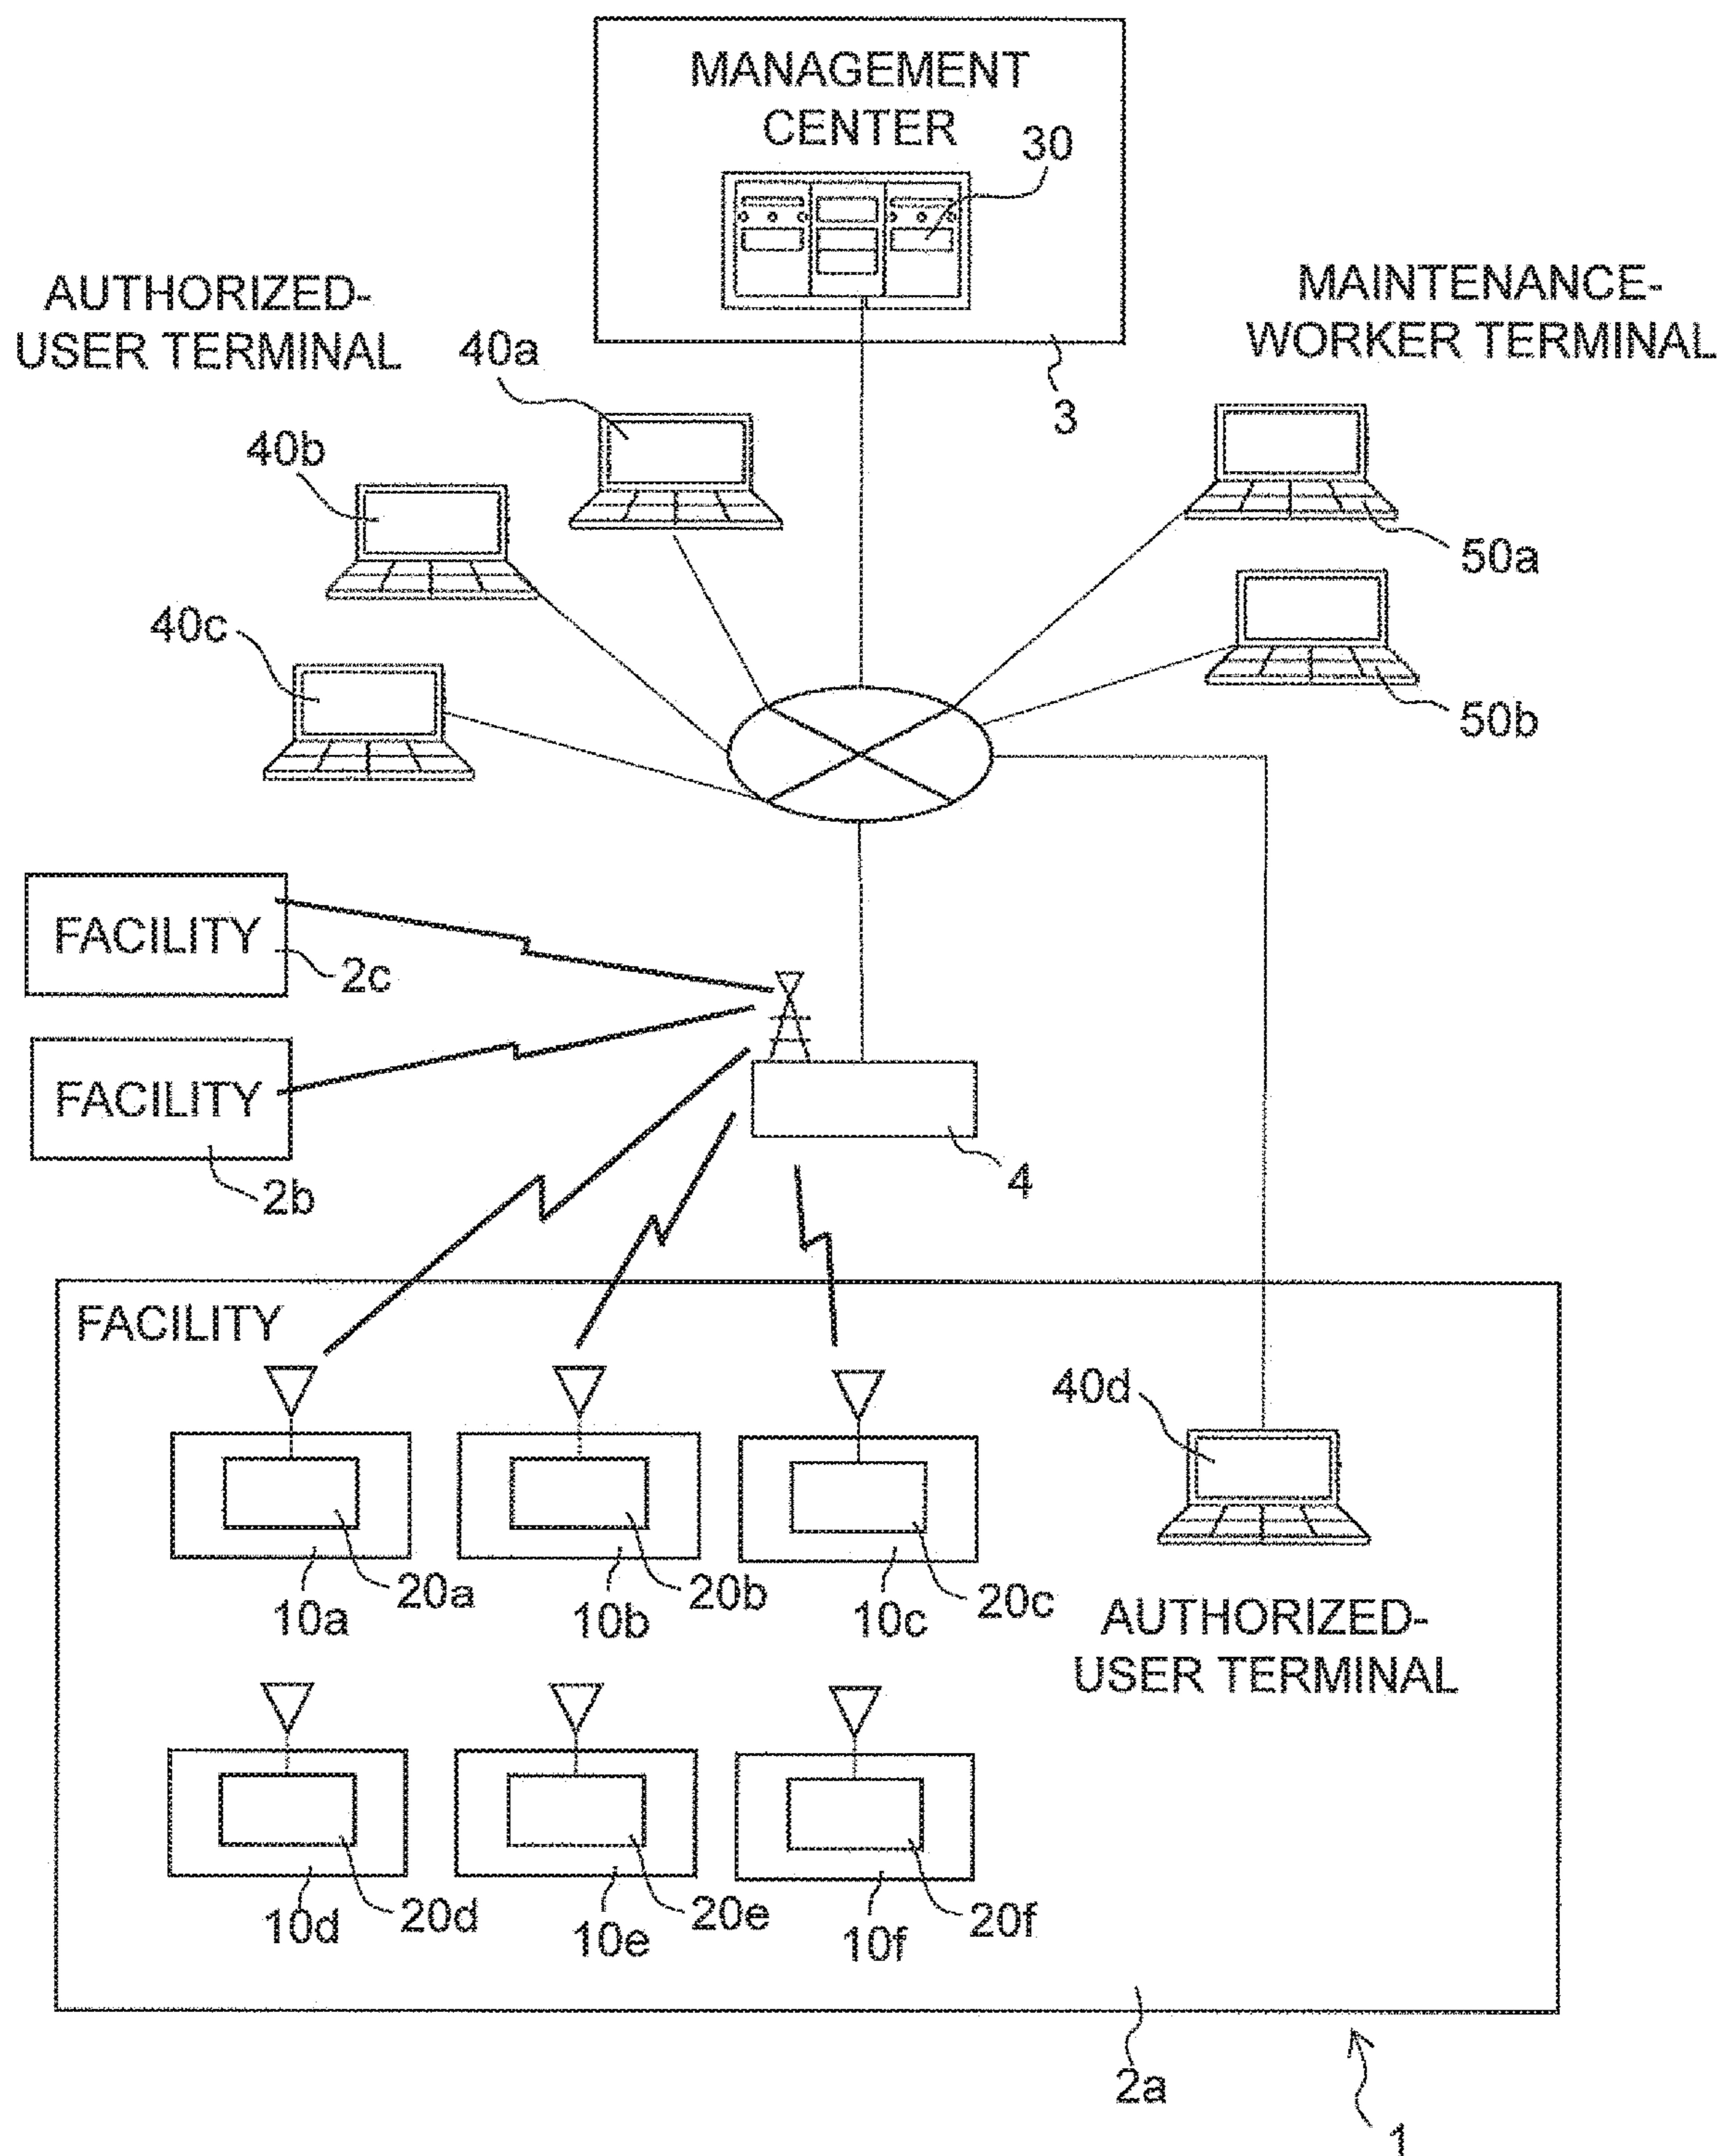 MANAGEMENT
CENTER
30
AUTHORIZED-
USER TERMINAL
MAINTENANCE-
WORKER TERMINAL
40a
3
40b
50a
40c
50b
FACILITY
2c
FACILITY
2b
4
FACILITY
40d
20a
10a
20b
10b
20c
10c
AUTHORIZED-
USER TERMINAL
20d
10d
20e
10e
20f
10f
2a
1